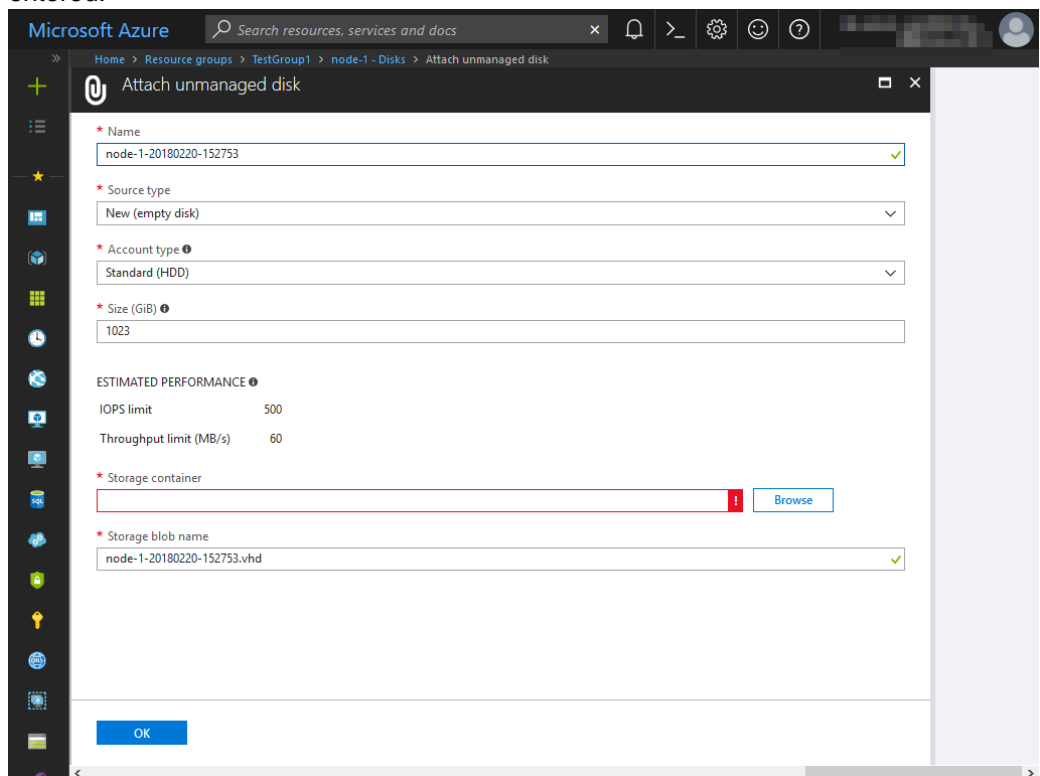 Microsoft Azure
Search resources, services and docs
Home > Resource groups > TestGroup1 > node-1 - Disks > Attach unmanaged disk
Attach unmanaged disk
* Name
node-1-20180220-152753
* Source type
New (empty disk)
* Account type
Standard (HDD)
* Size (GiB)
1023
ESTIMATED PERFORMANCE
IOPS limit 500
Throughput limit (MB/s) 60
* Storage container
! Browse
* Storage blob name
node-1-20180220-152753.vhd
SQL
DNS
OK